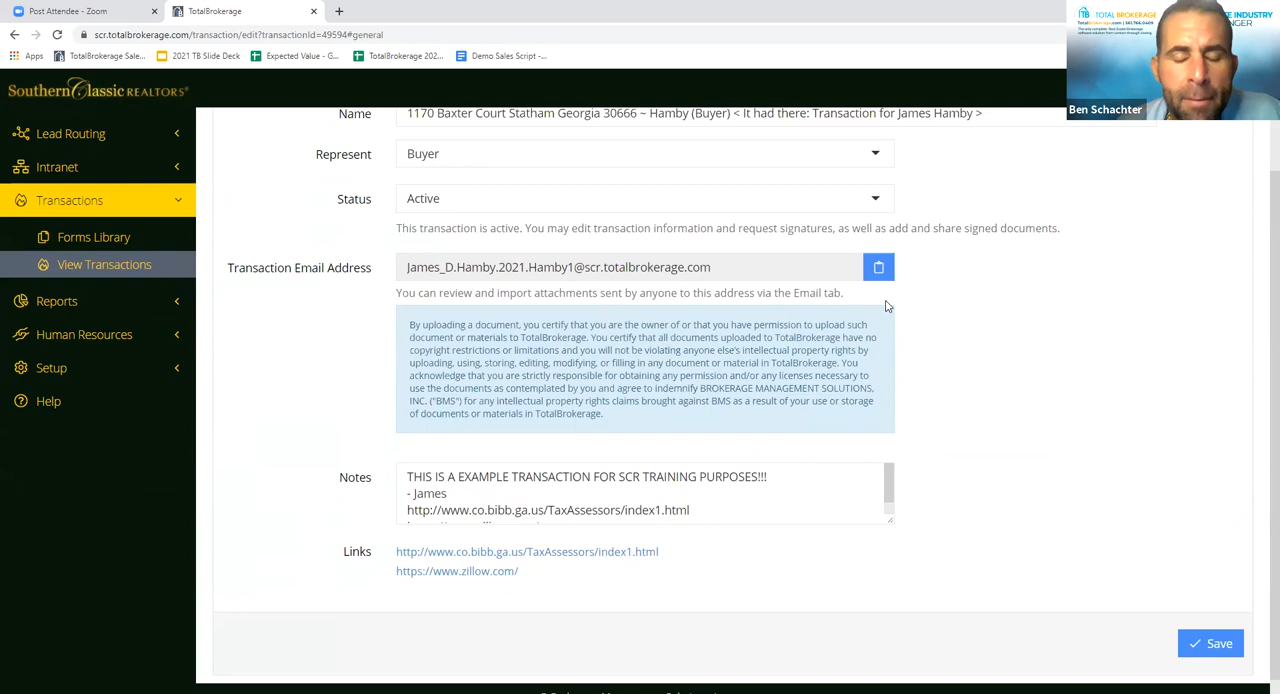 Post Attendee - Zoom
TotalBrokerage
scr.totalbrokerage.com/transaction/edit?transactionId=49594#general
Apps
TotalBrokerage Sale...
2021 TB Slide Deck
Expected Value - G...
TotalBrokerage 202...
Demo Sales Script -...
TOTAL BROKERAGE
TotalBrokerage.com | 561.766.0409
INDUSTRY
Ben Schachter
Southern Classic REALTORS
Lead Routing
Intranet
Transactions
Forms Library
View Transactions
Reports
Human Resources
Setup
Help
Name 1170 Baxter Court Statham Georgia 30666 ~ Hamby (Buyer) < It had there: Transaction for James Hamby >
Represent Buyer
Status Active
This transaction is active. You may edit transaction information and request signatures, as well as add and share signed documents.
Transaction Email Address James_D.Hamby.2021.Hamby1@scr.totalbrokerage.com
You can review and import attachments sent by anyone to this address via the Email tab.
By uploading a document, you certify that you are the owner of or that you have permission to upload such
document or materials to TotalBrokerage. You certify that all documents uploaded to TotalBrokerage have no
copyright restrictions or limitations and you will not be violating anyone else's intellectual property rights by
uploading, using, storing, editing, modifying, or filling in any document or material in TotalBrokerage. You
acknowledge that you are strictly responsible for obtaining any permission and/or any licenses necessary to
use the documents as contemplated by you and agree to indemnify BROKERAGE MANAGEMENT SOLUTIONS,
INC. ("BMS") for any intellectual property rights claims brought against BMS as a result of your use or storage
of documents or materials in TotalBrokerage.
Notes THIS IS A EXAMPLE TRANSACTION FOR SCR TRAINING PURPOSES!!!
- James
http://www.co.bibb.ga.us/TaxAssessors/index1.html
Links http://www.co.bibb.ga.us/TaxAssessors/index1.html
https://www.zillow.com/
Save